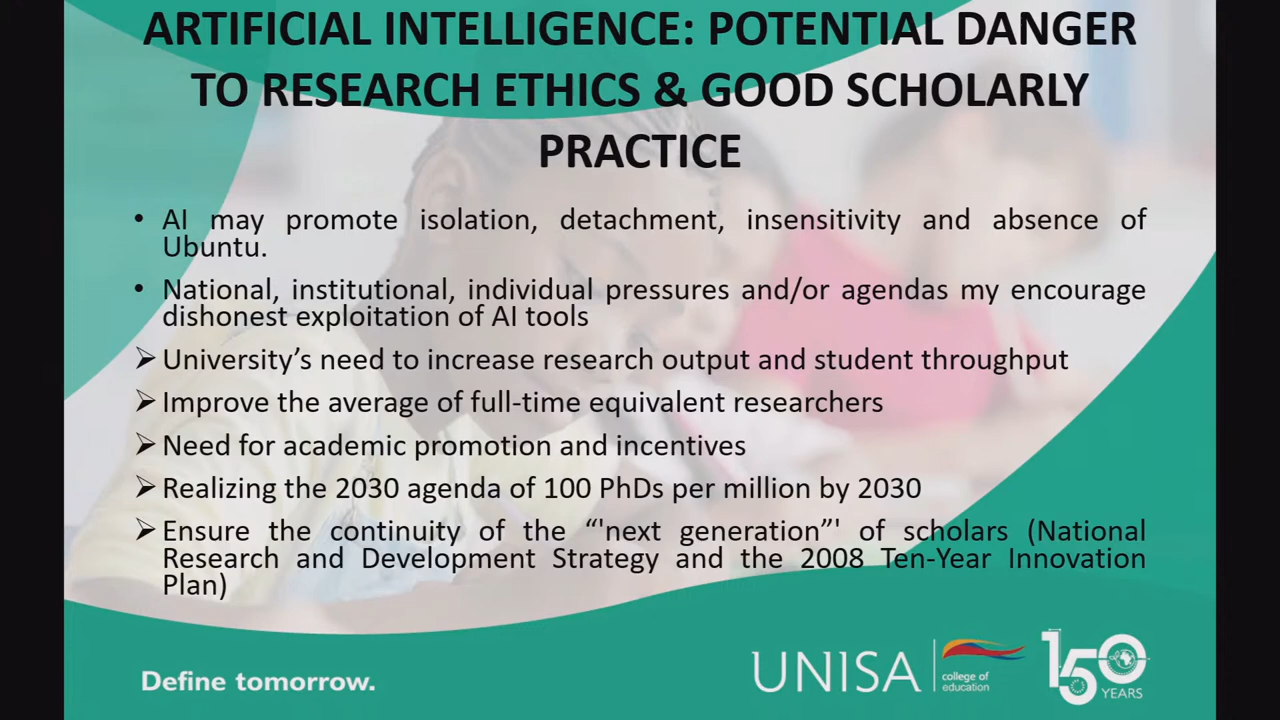 ARTIFICIAL INTELLIGENCE: POTENTIAL DANGER
TO RESEARCH ETHICS & GOOD SCHOLARLY
PRACTICE
• AI may promote isolation, detachment, insensitivity and absence of
Ubuntu.
• National, institutional, individual pressures and/or agendas my encourage
dishonest exploitation of AI tools
➢ University’s need to increase research output and student throughput
➢ Improve the average of full-time equivalent researchers
➢ Need for academic promotion and incentives
➢ Realizing the 2030 agenda of 100 PhDs per million by 2030
➢ Ensure the continuity of the “'next generation”' of scholars (National
Research and Development Strategy and the 2008 Ten-Year Innovation
Plan)
Define tomorrow.
UNISA
college of
education
150
YEARS